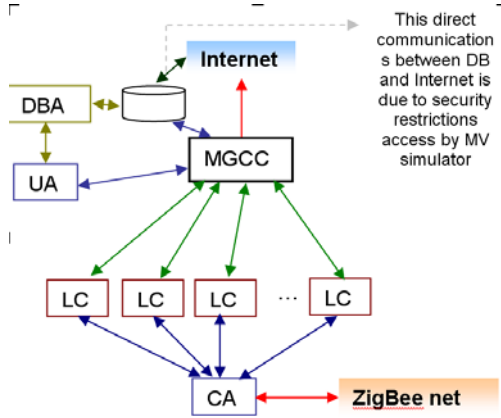 This direct
communication
s between DB
and Internet is
due to security
restrictions
access by MV
simulator
Internet
DBA
MGCC
UA
LC LC LC ... LC
CA
ZigBee net